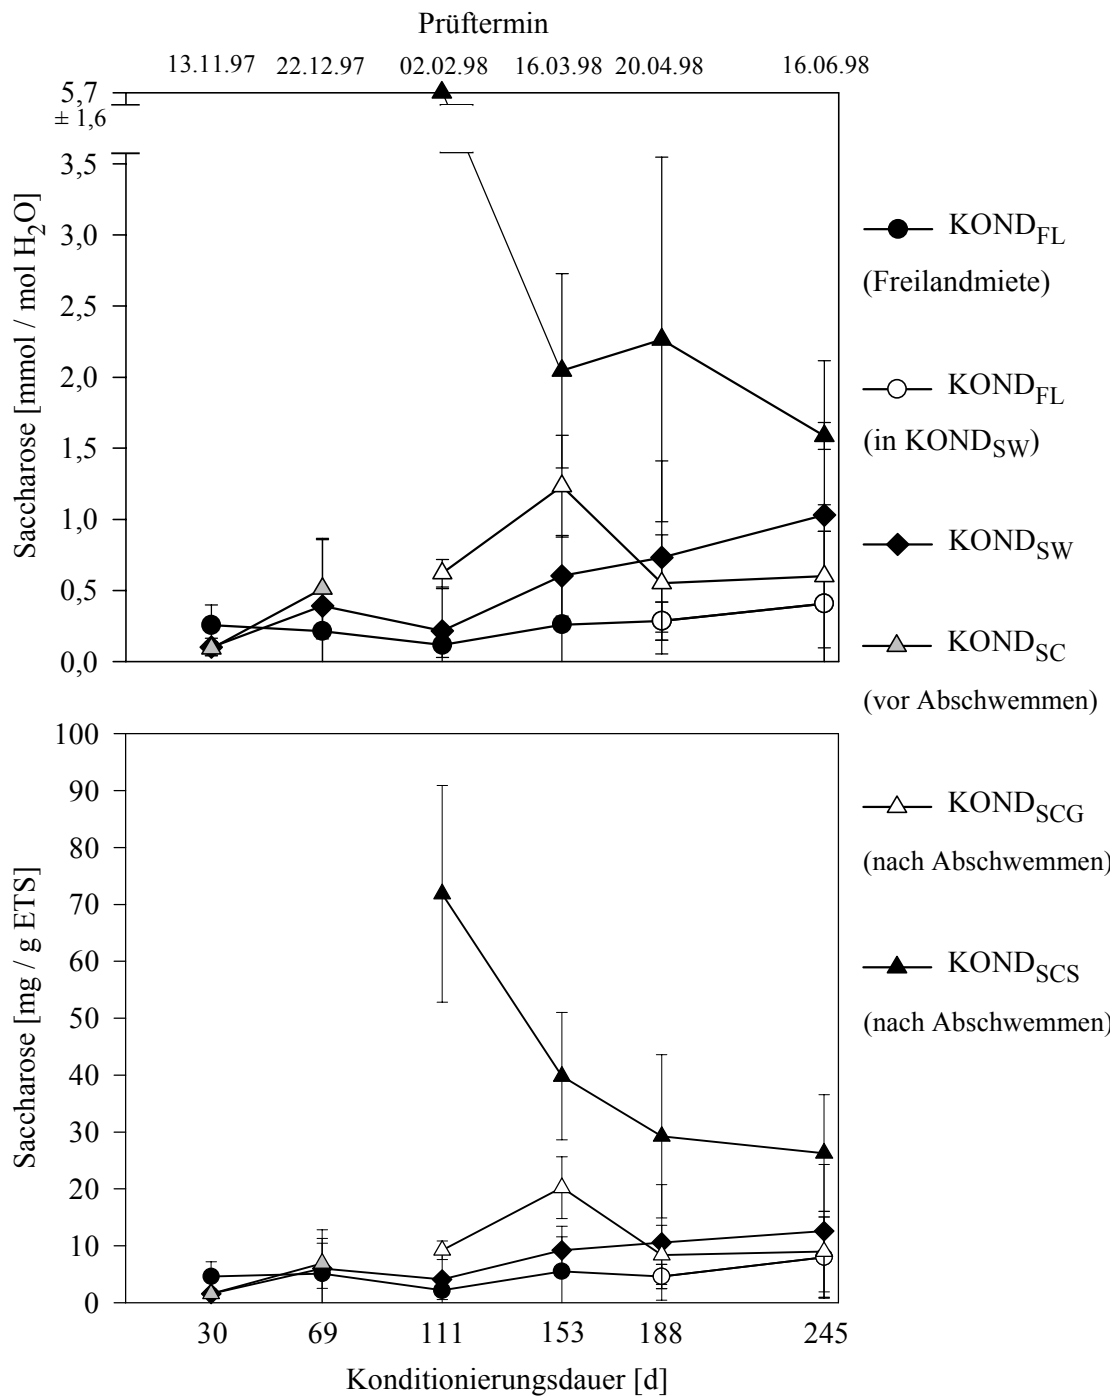 Prüftermin
13.11.97 22.12.97 02.02.98 16.03.98 20.04.98 16.06.98
5,7
± 1,6
3,5
3,0
2,5
2,0
1,5
1,0
0,5
0,0
Saccharose [mmol / mol H2O]
KONDFL
(Freilandmiete)
KONDFL
(in KONDSW)
KONDSW
KONDSC
(vor Abschwemmen)
KONDSCG
(nach Abschwemmen)
KONDSCS
(nach Abschwemmen)
100
90
80
70
60
50
40
30
20
10
0
Saccharose [mg / g ETS]
30 69 111 153 188 245
Konditionierungsdauer [d]